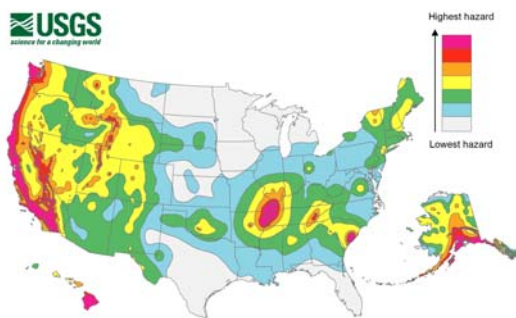 USGS
science for a changing world
Highest hazard
Lowest hazard